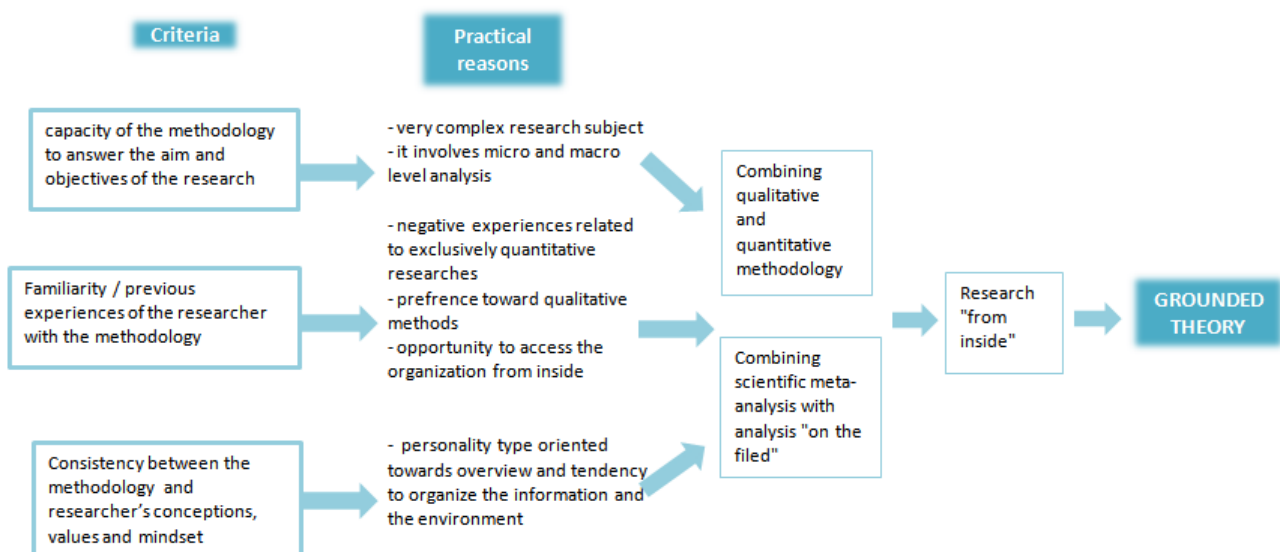 Criteria
Practical
reasons
capacity of the methodology
to answer the aim and
objectives of the research
- very complex research subject
- it involves micro and macro
level analysis
Combining
qualitative
and
quantitative
methodology
Familiarity / previous
experiences of the researcher
with the methodology
- negative experiences related
to exclusively quantitative
researches
- prefrence toward qualitative
methods
- opportunity to access the
organization from inside
Research
"from
inside"
GROUNDED
THEORY
Combining
scientific meta-
analysis with
analysis "on the
filed"
Consistency between the
methodology and
researcher’s conceptions,
values and mindset
- personality type oriented
towards overview and tendency
to organize the information and
the environment